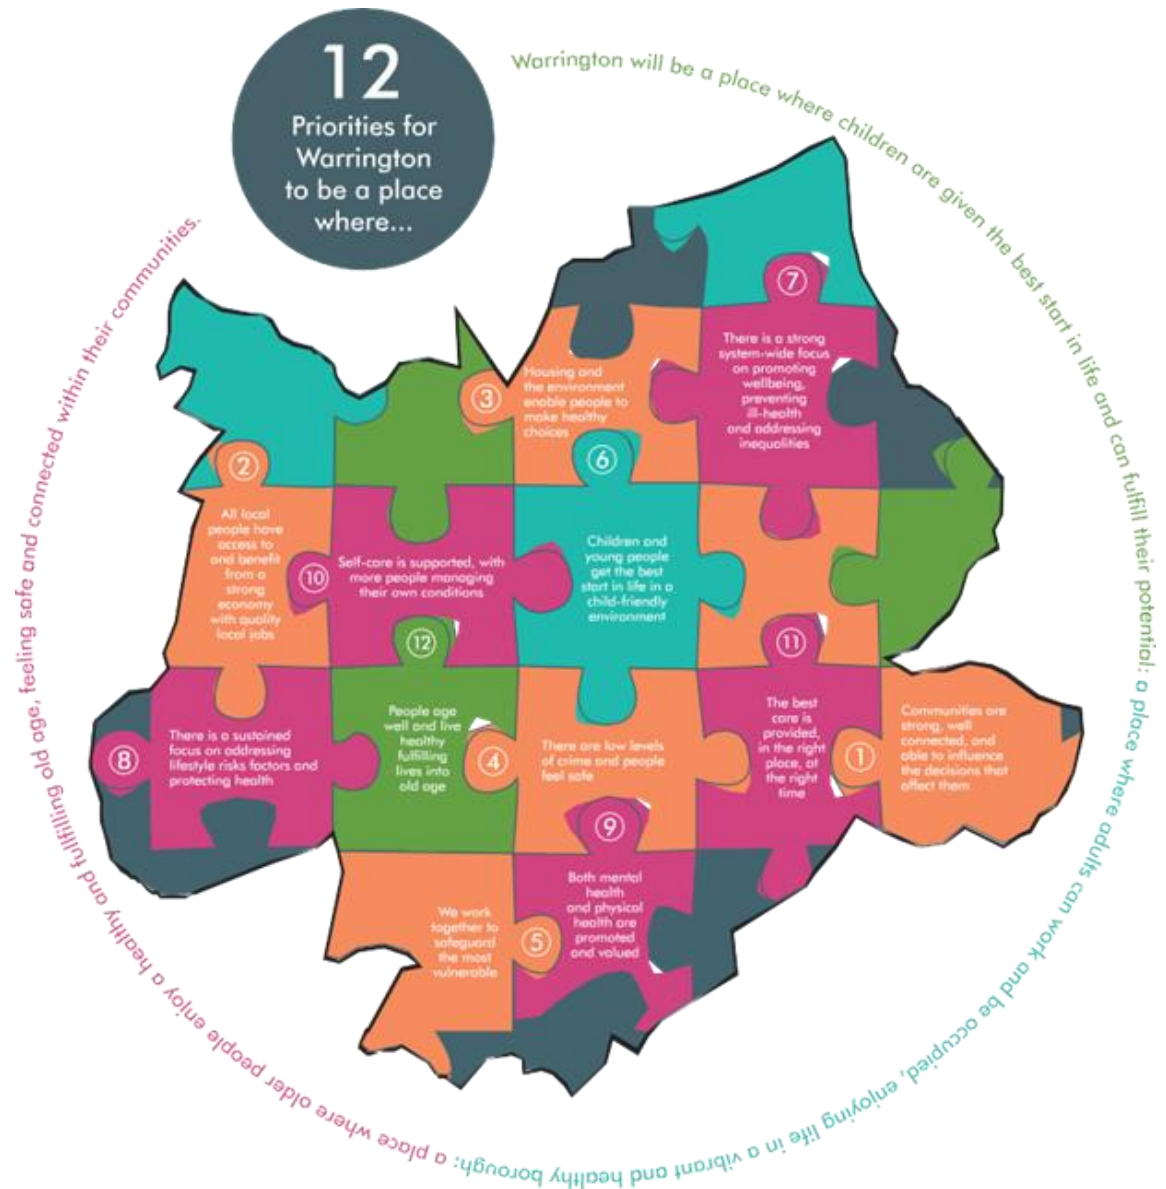 12
Priorities for
Warrington
to be a place
where...
Warrington will be a place where children are given the best start in life and can fulfill their potential: a place where adults can work and be occupied, enjoying life in a vibrant and healthy borough: a place where older people enjoy a healthy and fullfilling old age, feeling safe and connected within their communities.
7
There is a strong
system-wide focus
on promoting
wellbeing,
preventing
ill-health
and addressing
inequalities
3
Housing and
the environment
enable people to
make healthy
choices
2
All local
people have
access to
and benefit
from a
strong
economy
with quality
local jobs
10
Self-care is supported, with
more people managing
their own conditions
6
Children and
young people
get the best
start in life in a
child-friendly
environment
8
There is a sustained
focus on addressing
lifestyle risks factors and
protecting health
12
People age
well and live
healthy
fulfilling
lives into
old age
4
There are low levels
of crime and people
feel safe
11
The best
care is
provided,
in the right
place, at
the right
time
1
Communities are
strong, well
connected, and
able to influence
the decisions that
affect them
5
We work
together to
safeguard
the most
vulnerable
9
Both mental
health
and physical
health are
promoted
and valued